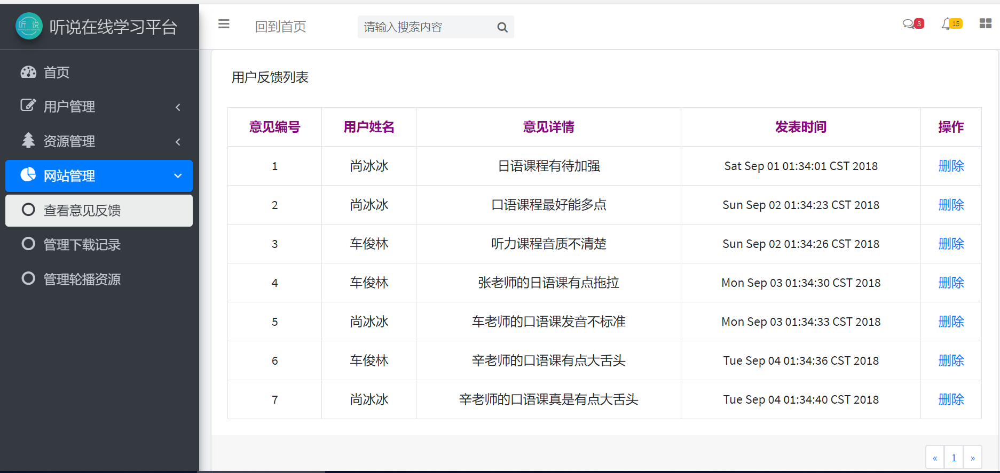 听说在线学习平台
回到首页
请输入搜索内容
3
15
首页
用户管理
资源管理
网站管理
查看意见反馈
管理下载记录
管理轮播资源
用户反馈列表
意见编号 用户姓名 意见详情 发表时间 操作
1 尚冰冰 日语课程有待加强 Sat Sep 01 01:34:01 CST 2018 删除
2 尚冰冰 口语课程最好能多点 Sun Sep 02 01:34:23 CST 2018 删除
3 车俊林 听力课程音质不清楚 Sun Sep 02 01:34:26 CST 2018 删除
4 车俊林 张老师的日语课有点拖拉 Mon Sep 03 01:34:30 CST 2018 删除
5 尚冰冰 车老师的口语课发音不标准 Mon Sep 03 01:34:33 CST 2018 删除
6 车俊林 辛老师的口语课有点大舌头 Tue Sep 04 01:34:36 CST 2018 删除
7 尚冰冰 辛老师的口语课真是有点大舌头 Tue Sep 04 01:34:40 CST 2018 删除
« 1 »